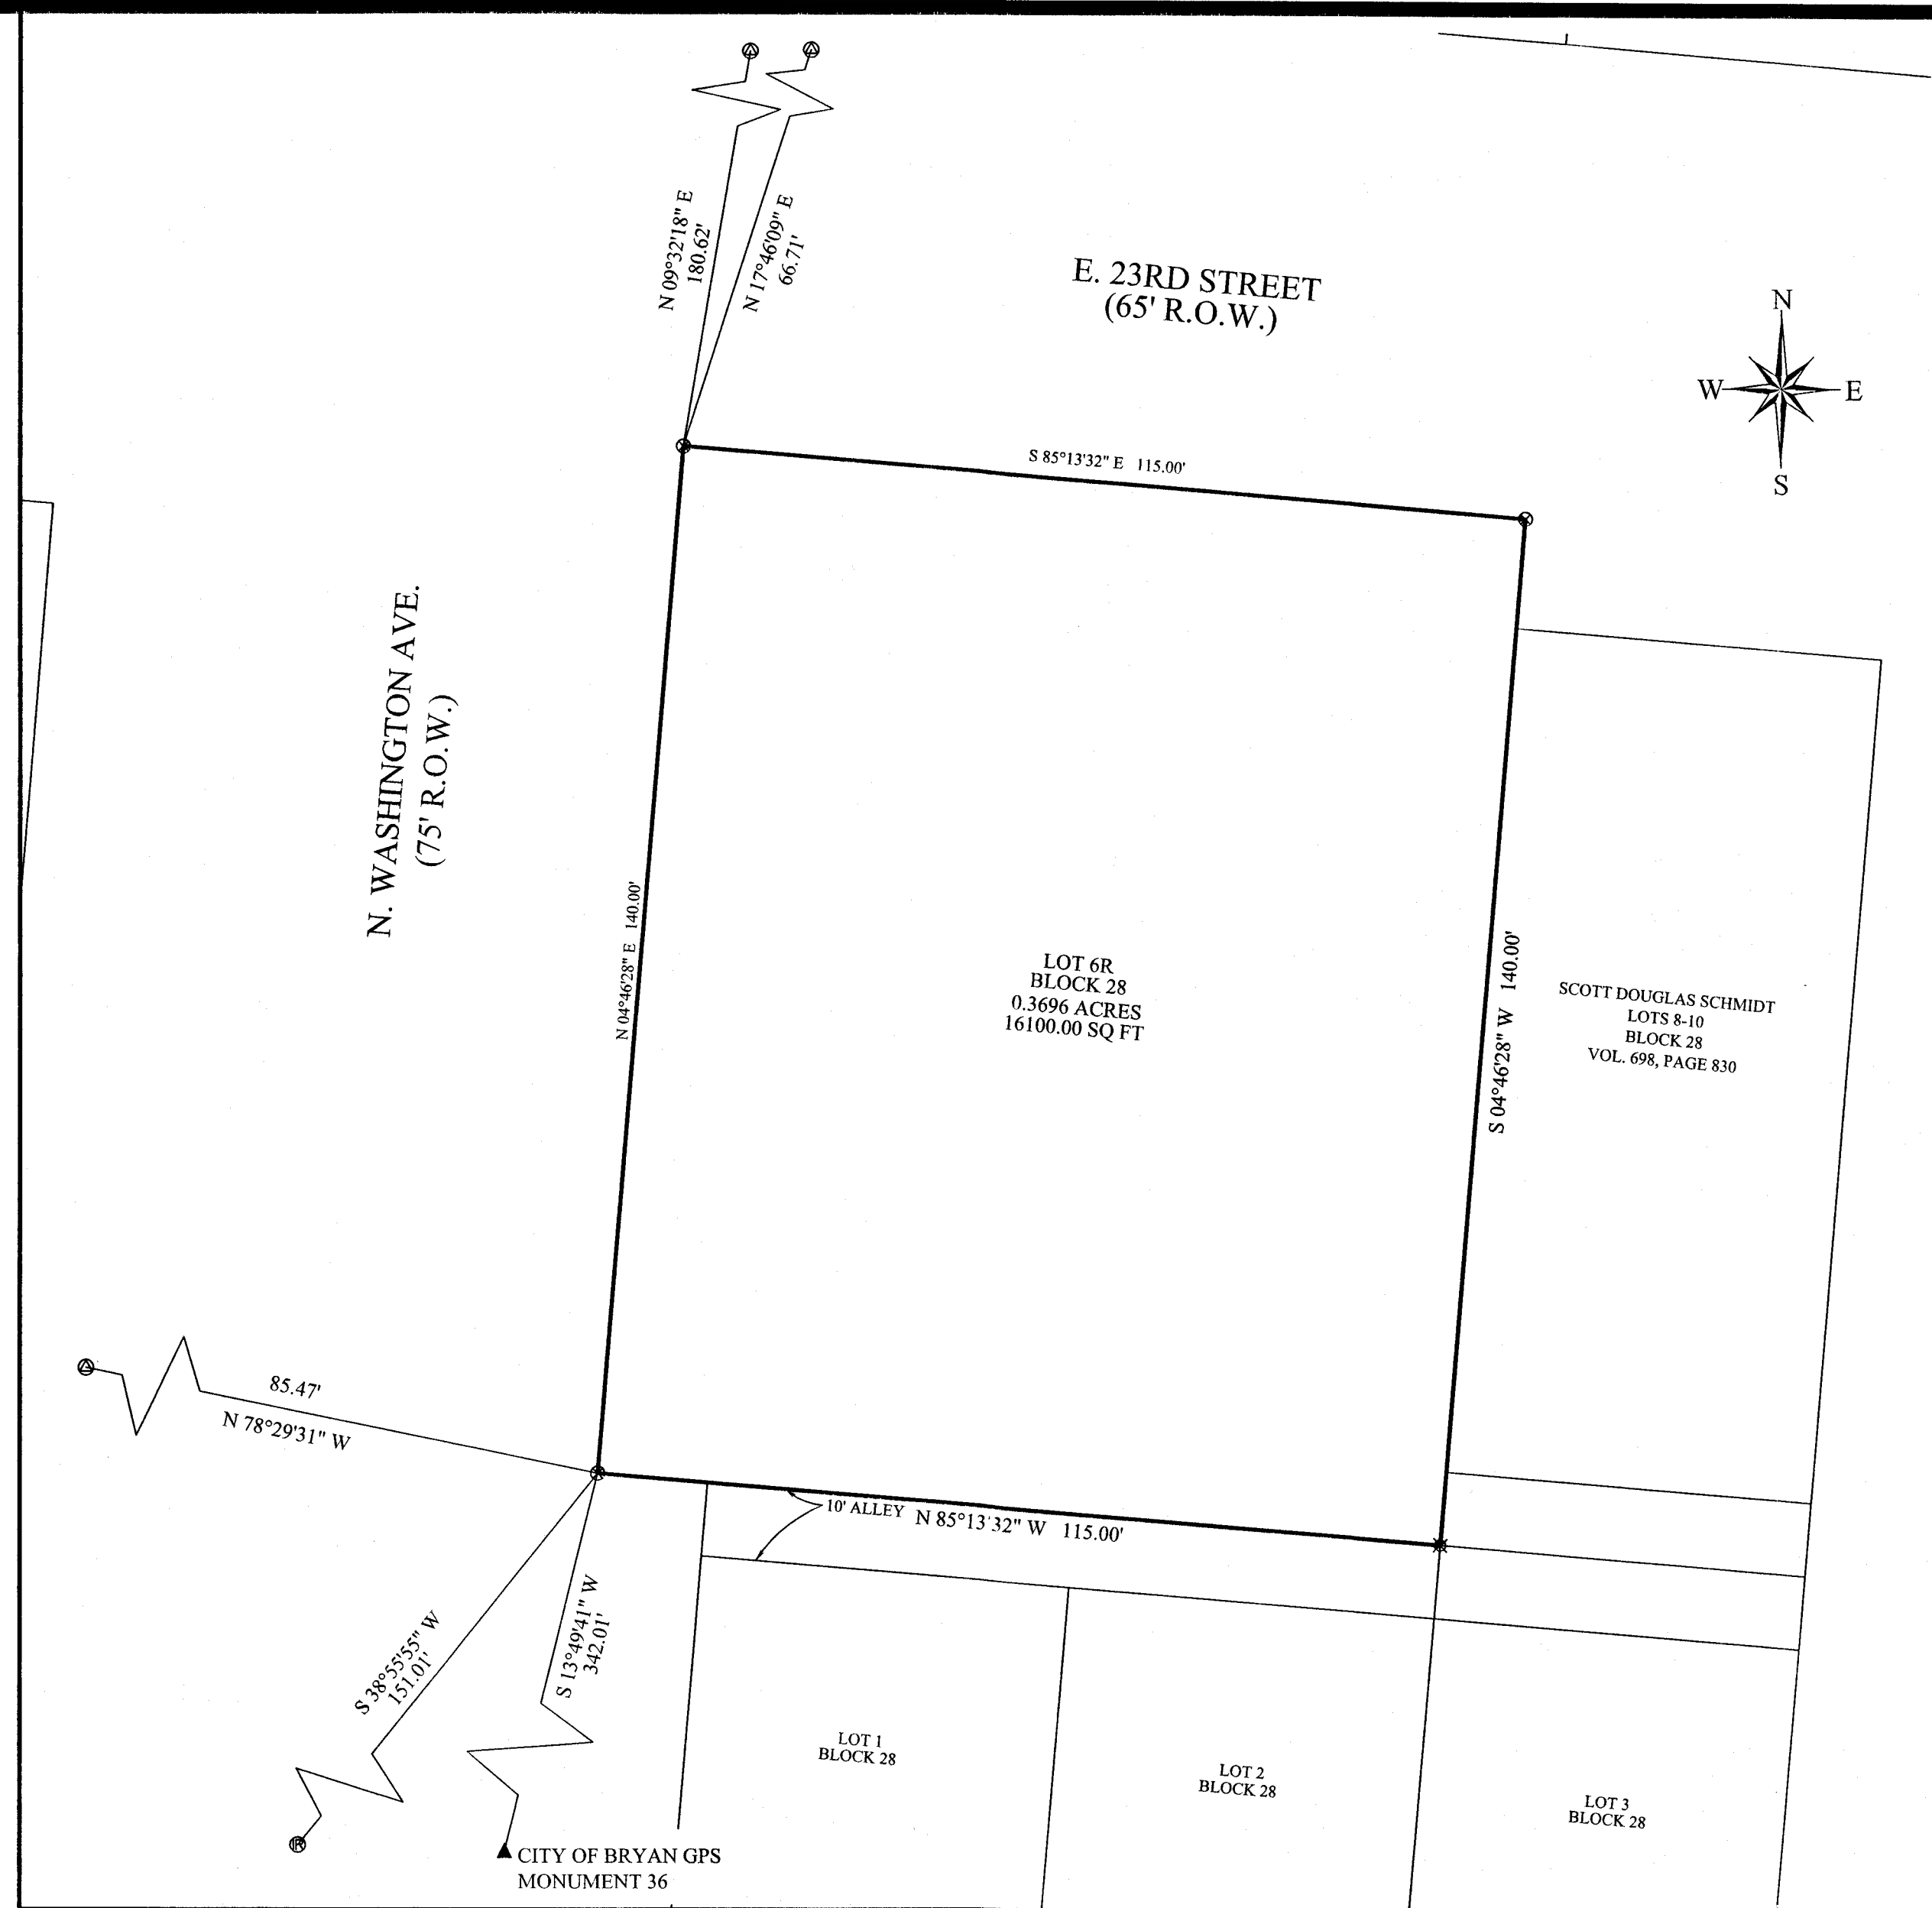 N 09°32'18" E
180.62'
N 17°46'09" E
66.71'
E. 23RD STREET
(65' R.O.W.)
N
W
E
S
S 85°13'32" E 115.00'
N. WASHINGTON AVE.
(75' R.O.W.)
N 04°46'28" E 140.00'
LOT 6R
BLOCK 28
0.3696 ACRES
16100.00 SQ FT
S 04°46'28" W 140.00'
SCOTT DOUGLAS SCHMIDT
LOTS 8-10
BLOCK 28
VOL. 698, PAGE 830
85.47'
N 78°29'31" W
10' ALLEY N 85°13'32" W 115.00'
S 38°55'55" W
151.01'
S 13°49'41" W
342.01'
LOT 1
BLOCK 28
LOT 2
BLOCK 28
LOT 3
BLOCK 28
CITY OF BRYAN GPS
MONUMENT 36